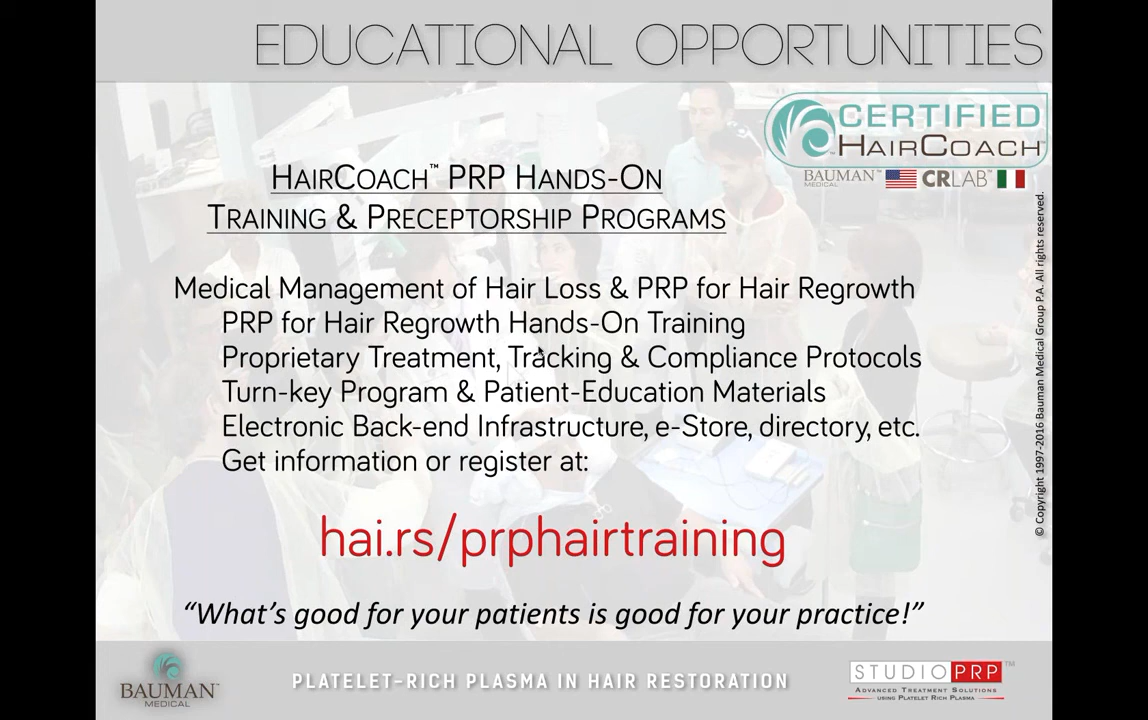 EDUCATIONAL OPPORTUNITIES
CERTIFIED
HAIRCOACH
BAUMAN™ CRLAB™
MEDICAL
HAIRCOACH™ PRP HANDS-ON
TRAINING & PRECEPTORSHIP PROGRAMS
Medical Management of Hair Loss & PRP for Hair Regrowth
PRP for Hair Regrowth Hands-On Training
Proprietary Treatment, Tracking & Compliance Protocols
Turn-key Program & Patient-Education Materials
Electronic Back-end Infrastructure, e-Store, directory, etc.
Get information or register at:
hai.rs/prphairtraining
“What’s good for your patients is good for your practice!”
© Copyright 1997-2016 Bauman Medical Group P.A. All rights reserved.
BAUMAN™
MEDICAL
PLATELET-RICH PLASMA IN HAIR RESTORATION
STUDIO PRP™
ADVANCED TREATMENT SOLUTIONS
USING PLATELET RICH PLASMA